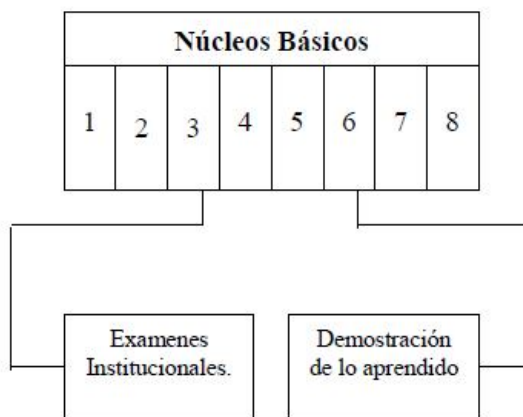 Núcleos Básicos
1 2 3 4 5 6 7 8
Examenes
Institucionales.
Demostración
de lo aprendido